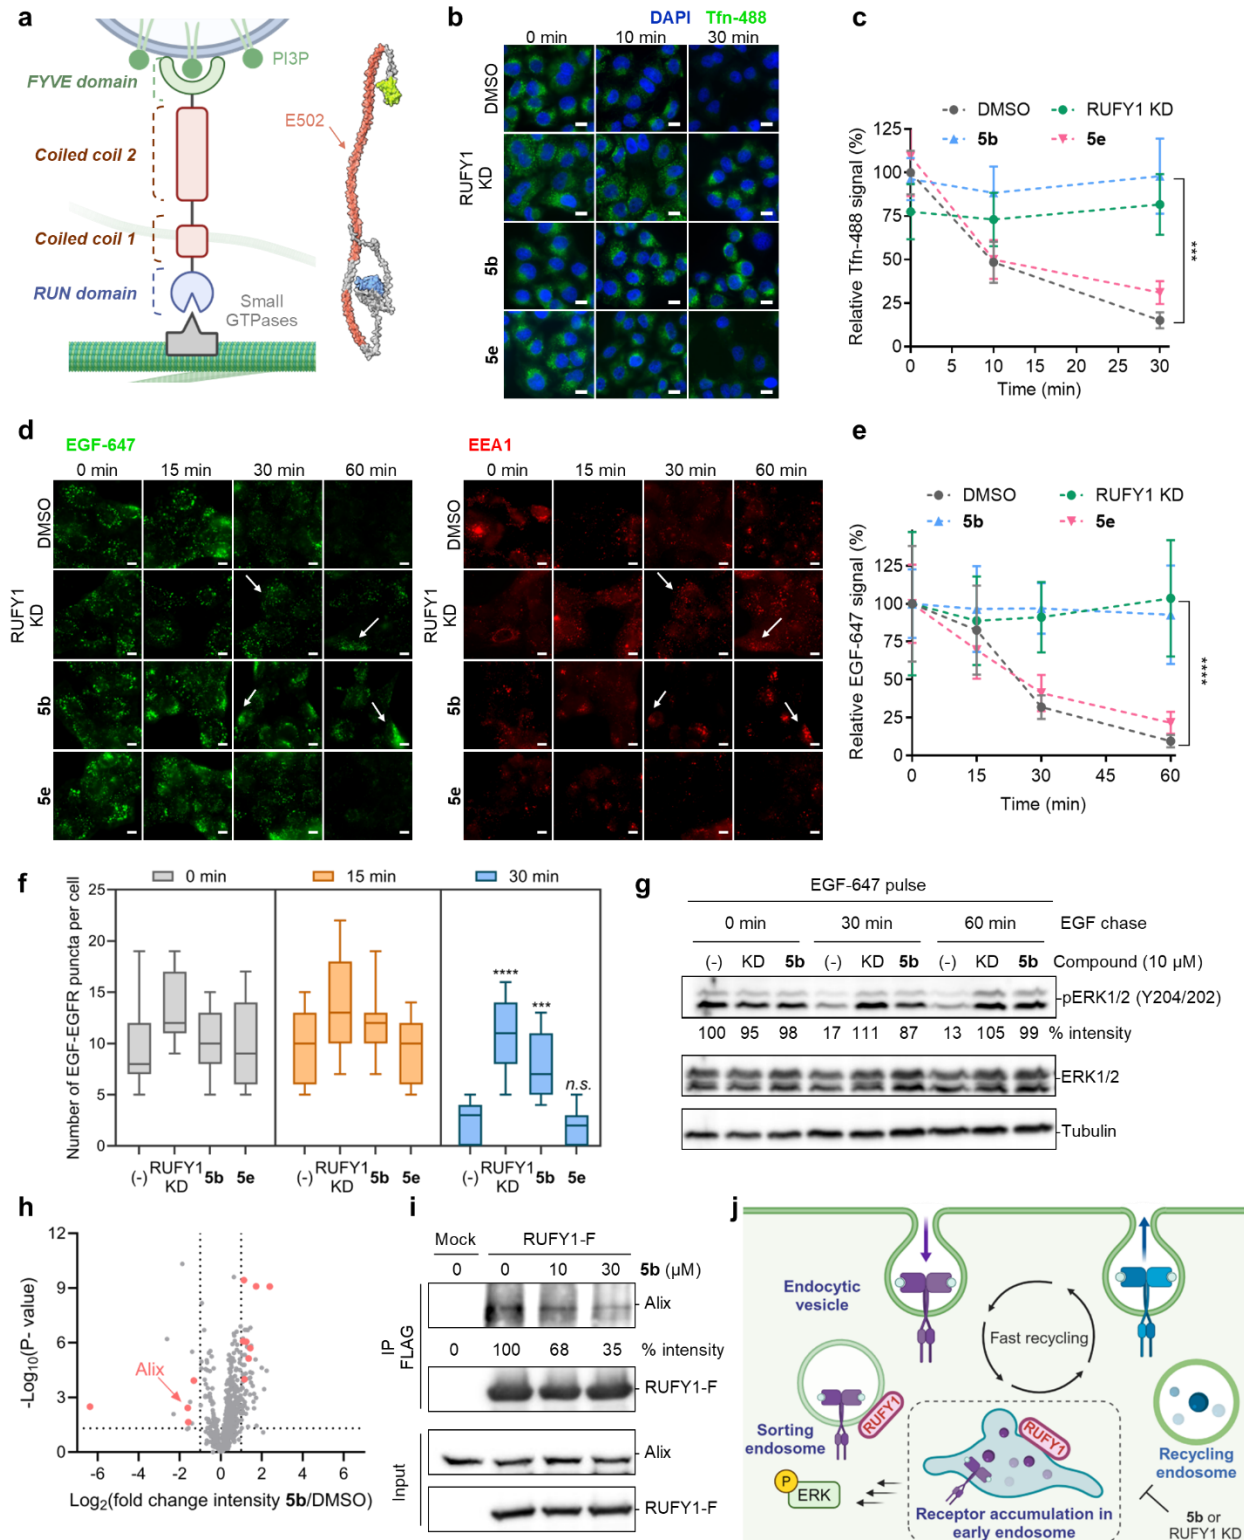 a
PI3P
FYVE domain
Coiled coil 2
Coiled coil 1
RUN domain
Small
GTPases
E502
b
DAPI Tfn-488
0 min 10 min 30 min
DMSO
RUFY1
KD
5b
5e
c
DMSO RUFY1 KD
5b 5e
Relative Tfn-488 signal (%)
125
100
75
50
25
0
***
0 5 10 15 20 25 30
Time (min)
d
EGF-647
0 min 15 min 30 min 60 min
DMSO
RUFY1
KD
5b
5e
EEA1
0 min 15 min 30 min 60 min
DMSO
RUFY1
KD
5b
5e
e
DMSO RUFY1 KD
5b 5e
Relative EGF-647 signal (%)
125
100
75
50
25
0
****
0 15 30 45 60
Time (min)
f
0 min 15 min 30 min
Number of EGF-EGFR puncta per cell
25
20
15
10
5
0
**** *** n.s.
(-) RUFY1 KD 5b 5e
(-) RUFY1 KD 5b 5e
(-) RUFY1 KD 5b 5e
g
EGF-647 pulse
0 min 30 min 60 min EGF chase
(-) KD 5b (-) KD 5b (-) KD 5b Compound (10 µM)
pERK1/2 (Y204/202)
100 95 98 17 111 87 13 105 99 % intensity
ERK1/2
Tubulin
h
-Log10(P- value)
12
9
6
3
0
Alix
-6 -4 -2 0 2 4 6
Log2(fold change intensity 5b/DMSO)
i
Mock RUFY1-F
0 0 10 30 5b (µM)
IP
FLAG
Alix
0 100 68 35 % intensity
RUFY1-F
Input
Alix
RUFY1-F
j
Endocytic
vesicle
Fast recycling
RUFY1
Sorting
endosome
RUFY1
Recycling
endosome
P
ERK
Receptor accumulation in
early endosome
5b or
RUFY1 KD